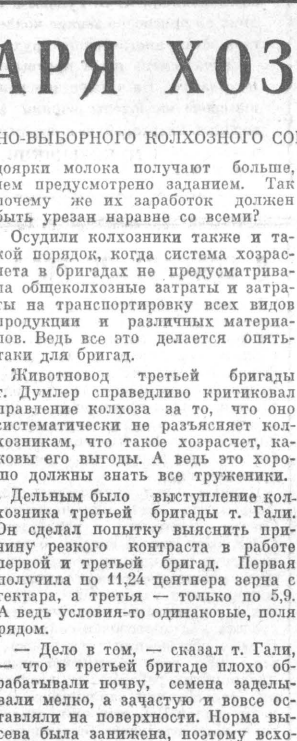 АРЯ ХОЗ
НО-ВЫБОРНОГО КОЛХОЗНОГО СО
доярки молока получают больше,
чем предусмотрено заданием. Так
почему же их заработок должен
быть урезан наравне со всеми?
Осудили колхозники также и та-
кой порядок, когда система хозрас-
чета в бригадах не предусматрива-
ла общеколхозные затраты и затра-
ты на транспортировку всех видов
продукции и различных материа-
лов. Ведь все это делается опять-
таки для бригад.
Животновод третьей бригады
т. Думлер справедливо критиковал
правление колхоза за то, что оно
систематически не разъясняет кол-
хозникам, что такое хозрасчет, ка-
ковы его выгоды. А ведь это хоро-
шо должны знать все труженики.
Дельным было выступление кол-
хозника третьей бригады т. Гали.
Он сделал попытку выяснить при-
чину резкого контраста в работе
первой и третьей бригад. Первая
получила по 11,24 центнера зерна с
гектара, а третья — только по 5,9.
А ведь условия-то одинаковые, поля
рядом.
— Дело в том, — сказал т. Гали,
— что в третьей бригаде плохо об-
рабатывали почву, семена заделы-
вали мелко, а зачастую и вовсе ос-
тавляли на поверхности. Норма вы-
сева была занижена, поэтому всхо-